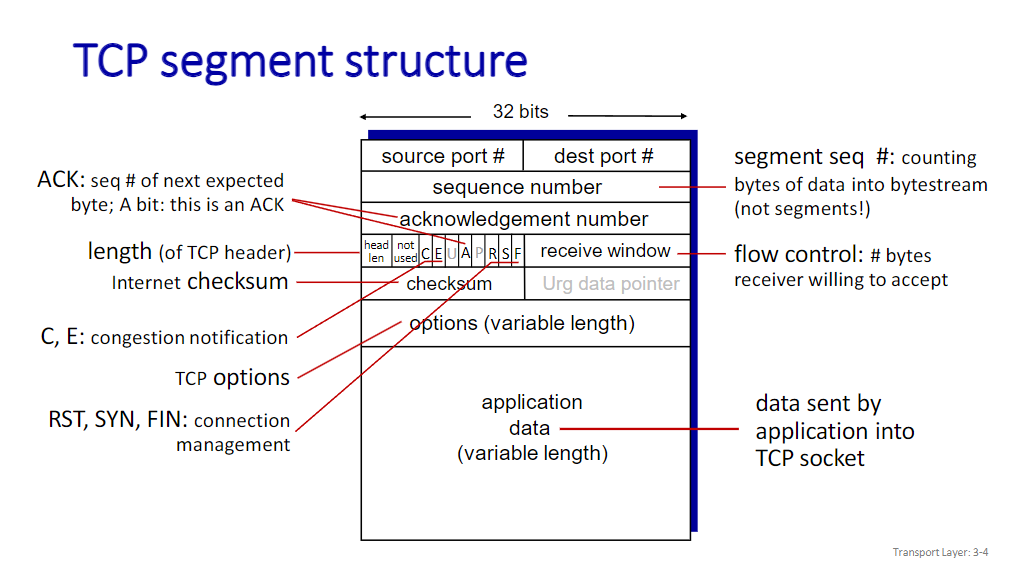 TCP segment structure
32 bits
source port #
dest port #
sequence number
acknowledgement number
head
len
not
used
C E U A P R S F
receive window
checksum
Urg data pointer
options (variable length)
application
data
(variable length)
ACK: seq # of next expected
byte; A bit: this is an ACK
length (of TCP header)
Internet checksum
C, E: congestion notification
TCP options
RST, SYN, FIN: connection
management
segment seq #: counting
bytes of data into bytestream
(not segments!)
flow control: # bytes
receiver willing to accept
data sent by
application into
TCP socket
Transport Layer: 3-4